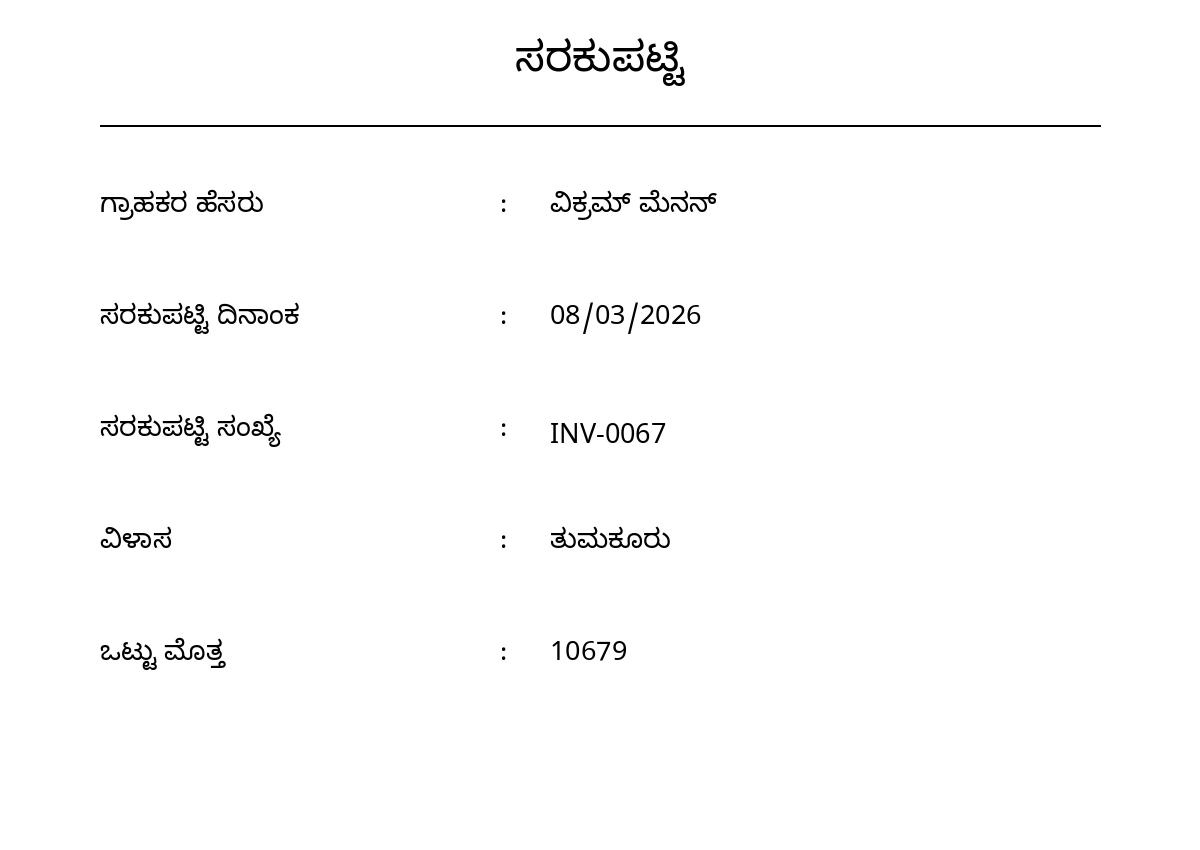 ಸರಕುಪಟ್ಟಿ
ಗ್ರಾಹಕರ ಹೆಸರು : ವಿಕ್ರಮ್ ಮೆನನ್
ಸರಕುಪಟ್ಟಿ ದಿನಾಂಕ : 08/03/2026
ಸರಕುಪಟ್ಟಿ ಸಂಖ್ಯೆ : INV-0067
ವಿಳಾಸ : ತುಮಕೂರು
ಒಟ್ಟು ಮೊತ್ತ : 10679